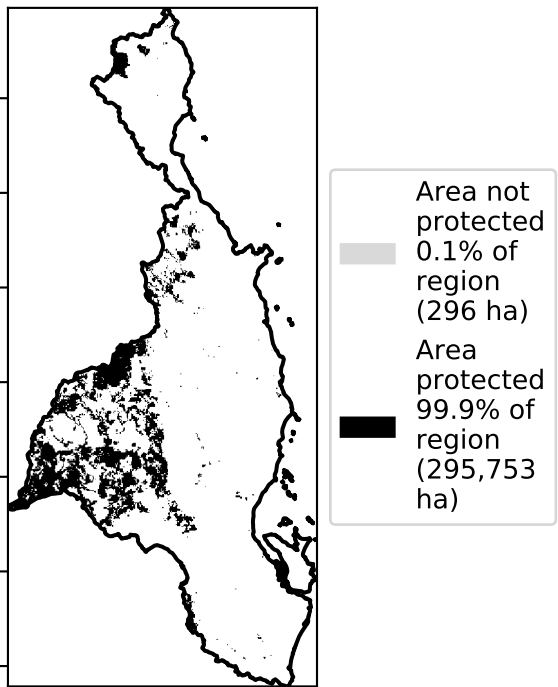 Area not
protected
0.1% of
region
(296 ha)
Area
protected
99.9% of
region
(295,753
ha)